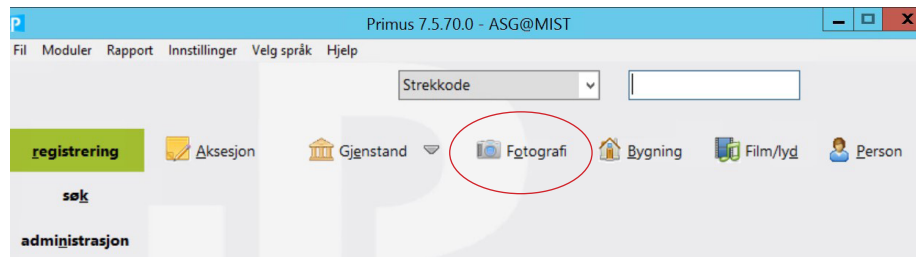 Primus 7.5.70.0 - ASG@MIST
Fil Moduler Rapport Innstillinger Velg språk Hjelp
Strekkode
registrering Aksesjon Gjenstand Fotografi Bygning Film/lyd Person
søk
administrasjon